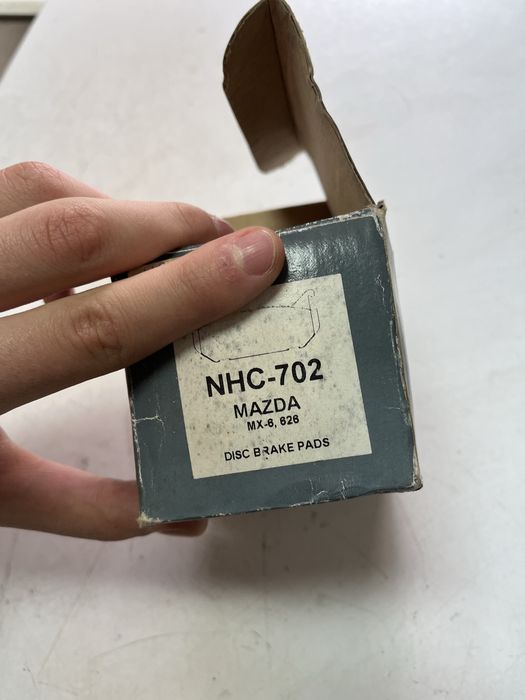 NHC-702
MAZDA
MX-6, 626
DISC BRAKE PADS